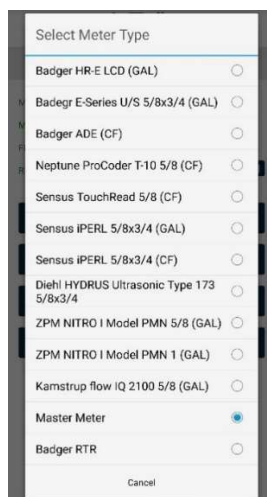 Select Meter Type
Badger HR-E LCD (GAL)
Badegr E-Series U/S 5/8x3/4 (GAL)
Badger ADE (CF)
Neptune ProCoder T-10 5/8 (CF)
Sensus TouchRead 5/8 (CF)
Sensus iPERL 5/8x3/4 (GAL)
Sensus iPERL 5/8x3/4 (CF)
Diehl HYDRUS Ultrasonic Type 173
5/8x3/4
ZPM NITRO I Model PMN 5/8 (GAL)
ZPM NITRO I Model PMN 1 (GAL)
Kamstrup flow IQ 2100 5/8 (GAL)
Master Meter
Badger RTR
Cancel